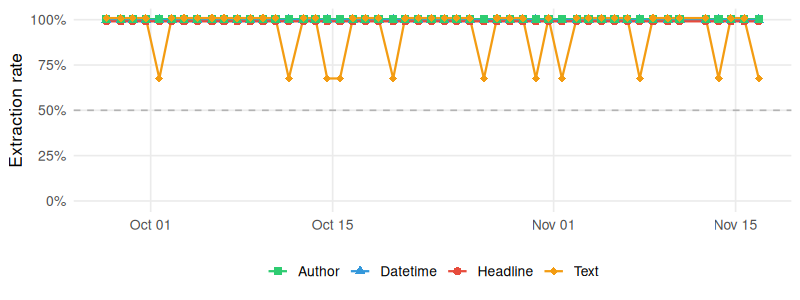 Extraction rate
100%
75%
50%
25%
0%
Oct 01 Oct 15 Nov 01 Nov 15
Author Datetime Headline Text